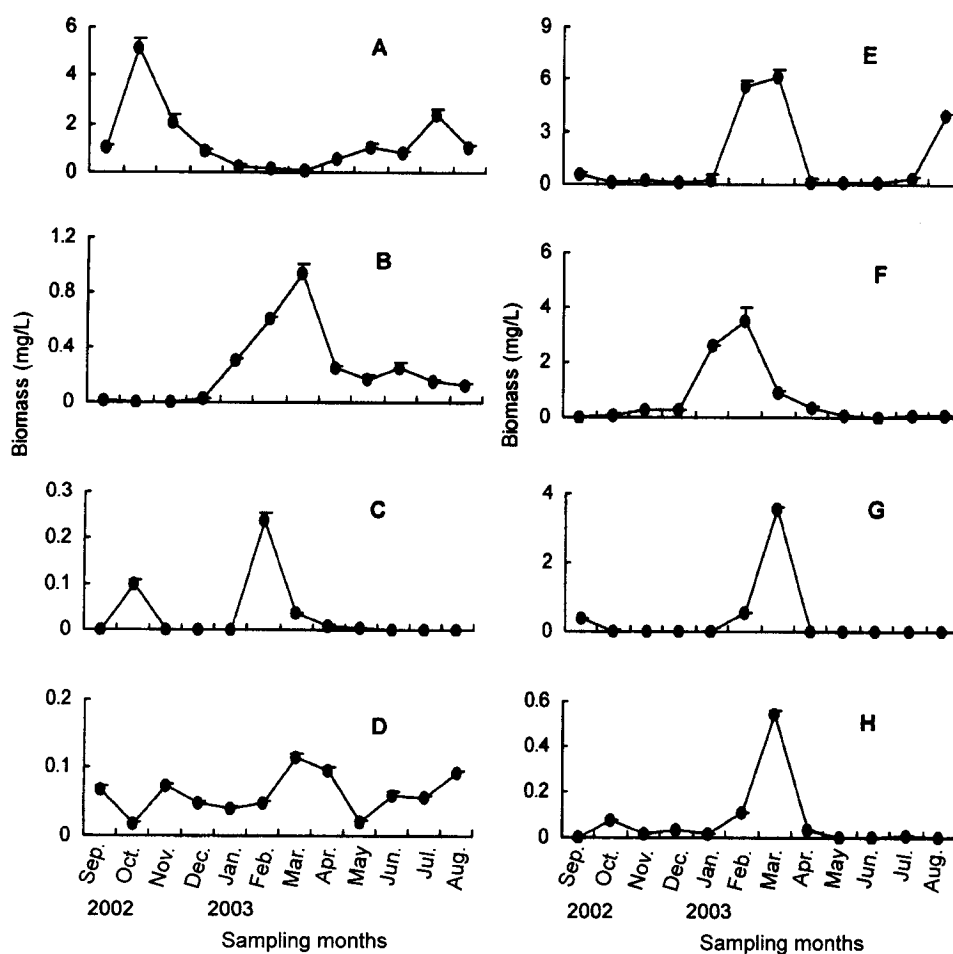 A
6
4
2
0
B
1.2
0.8
0.4
0
Biomass (mg/L)
C
0.3
0.2
0.1
0
D
0.2
0.1
0
Sep. Oct. Nov. Dec. Jan. Feb. Mar. Apr. May Jun. Jul. Aug.
2002 2003
Sampling months
E
9
6
3
0
F
6
4
2
0
Biomass (mg/L)
G
4
2
0
H
0.6
0.4
0.2
0
Sep. Oct. Nov. Dec. Jan. Feb. Mar. Apr. May Jun. Jul. Aug.
2002 2003
Sampling months